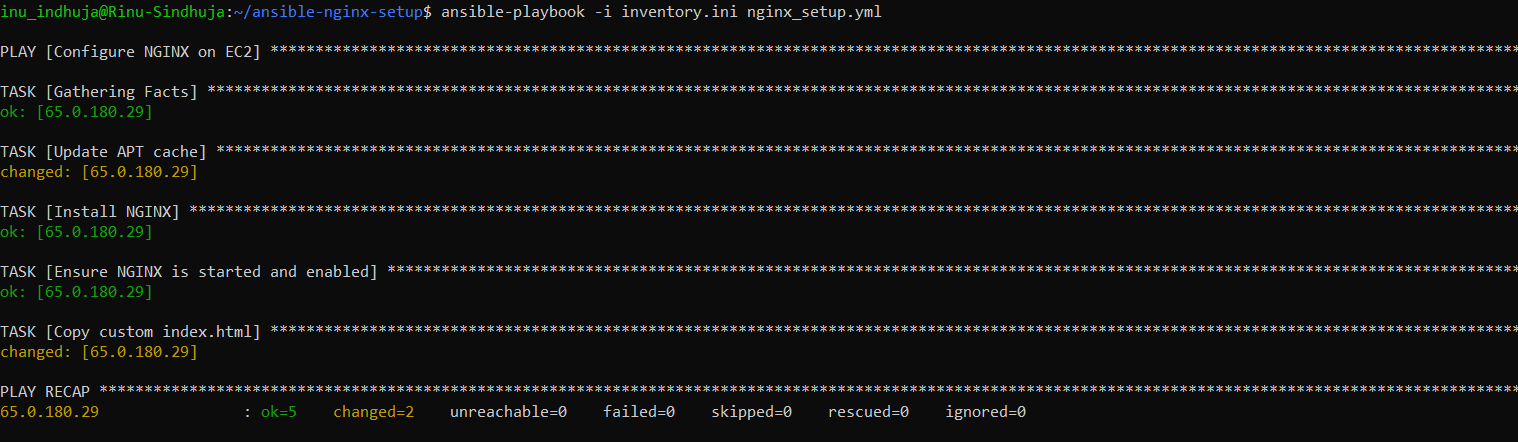 inu_indhuja@Rinu-Sindhuja:~/ansible-nginx-setup$ ansible-playbook -i inventory.ini nginx_setup.yml
PLAY [Configure NGINX on EC2] ******************************************************************************************************************************************
TASK [Gathering Facts] *************************************************************************************************************************************************
ok: [65.0.180.29]
TASK [Update APT cache] ************************************************************************************************************************************************
changed: [65.0.180.29]
TASK [Install NGINX] ***************************************************************************************************************************************************
ok: [65.0.180.29]
TASK [Ensure NGINX is started and enabled] *****************************************************************************************************************************
ok: [65.0.180.29]
TASK [Copy custom index.html] ******************************************************************************************************************************************
changed: [65.0.180.29]
PLAY RECAP *************************************************************************************************************************************************************
65.0.180.29                : ok=5    changed=2    unreachable=0    failed=0    skipped=0    rescued=0    ignored=0